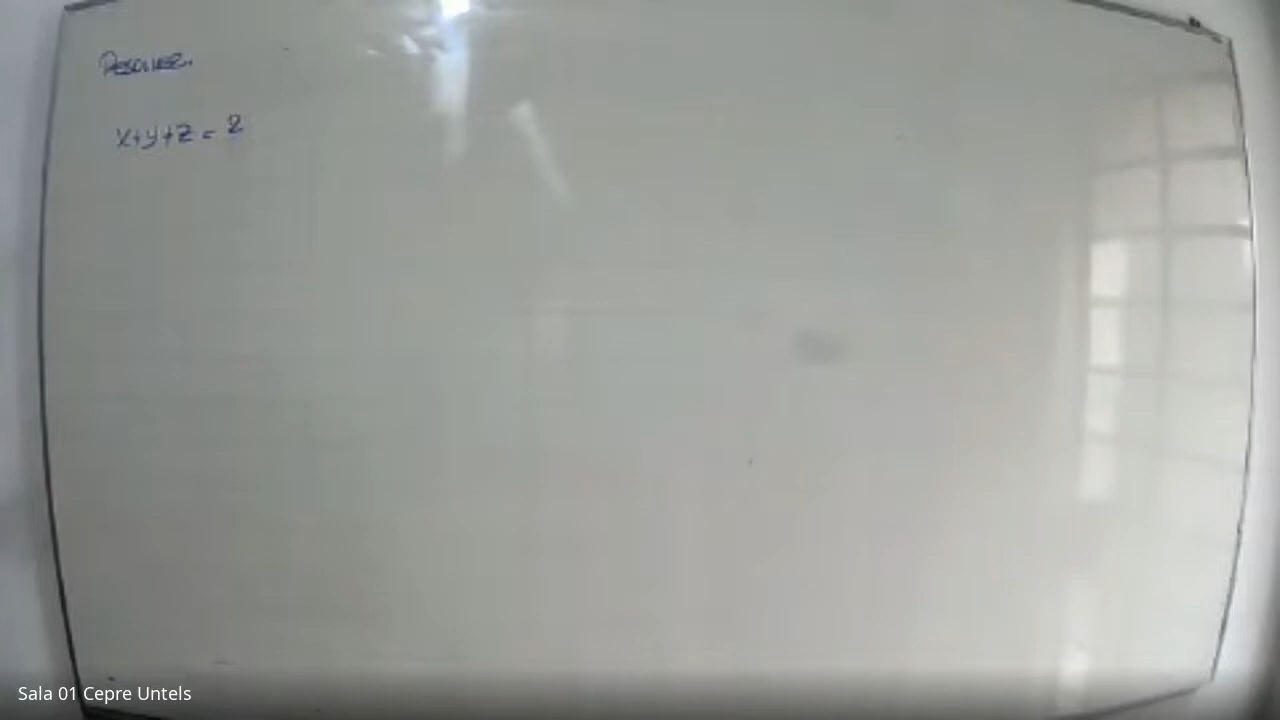 Resolver.
x+y+z = 2
Sala 01 Cepre Untels